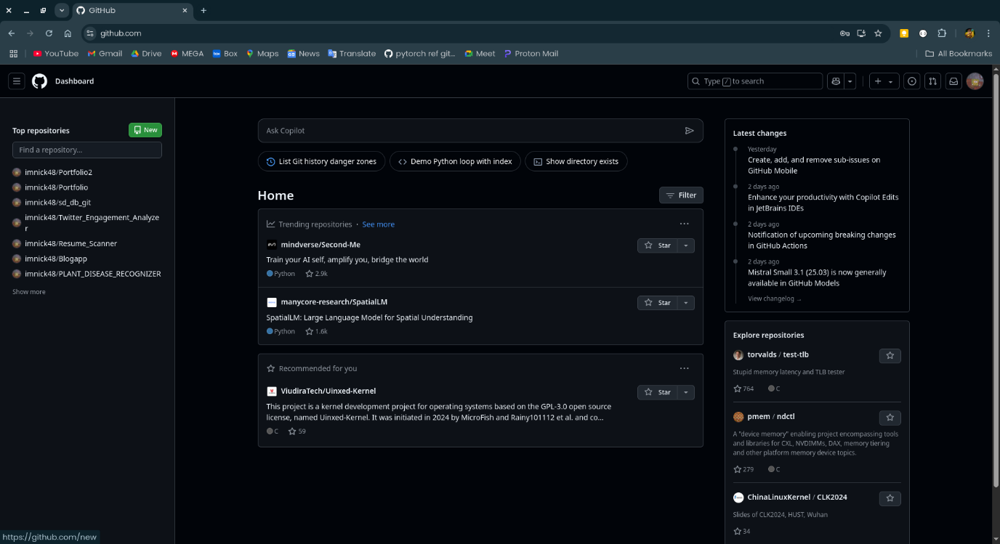 GitHub
github.com
YouTube
Gmail
Drive
MEGA
Box
Maps
News
Translate
pytorch ref git...
Meet
Proton Mail
All Bookmarks
Dashboard
Type / to search
Top repositories
New
Find a repository...
imnick48/Portfolio2
imnick48/Portfolio
imnick48/sd_db_git
imnick48/Twitter_Engagement_Analyze
r
imnick48/Resume_Scanner
imnick48/Blogapp
imnick48/PLANT_DISEASE_RECOGNIZER
Show more
Ask Copilot
List Git history danger zones
Demo Python loop with index
Show directory exists
Home
Filter
Trending repositories · See more
mindverse/Second-Me
Star
Train your AI self, amplify you, bridge the world
Python 2.9k
manycore-research/SpatialLM
Star
SpatialLM: Large Language Model for Spatial Understanding
Python 1.6k
Recommended for you
ViudiraTech/Uinxed-Kernel
Star
This project is a kernel development project for operating systems based on the GPL-3.0 open source
license, named Uinxed-Kernel. It was initiated in 2024 by MicroFish and Rainy101112 et al. and co...
C 59
Latest changes
Yesterday
Create, add, and remove sub-issues on
GitHub Mobile
2 days ago
Enhance your productivity with Copilot Edits
in JetBrains IDEs
2 days ago
Notification of upcoming breaking changes
in GitHub Actions
2 days ago
Mistral Small 3.1 (25.03) is now generally
available in GitHub Models
View changelog →
Explore repositories
torvalds / test-tlb
Stupid memory latency and TLB tester
764 C
pmem / ndctl
A "device memory" enabling project encompassing tools
and libraries for CXL, NVDIMMs, DAX, memory tiering
and other platform memory device topics.
279 C
ChinaLinuxKernel / CLK2024
Slides of CLK2024, HUST, Wuhan
34
https://github.com/new